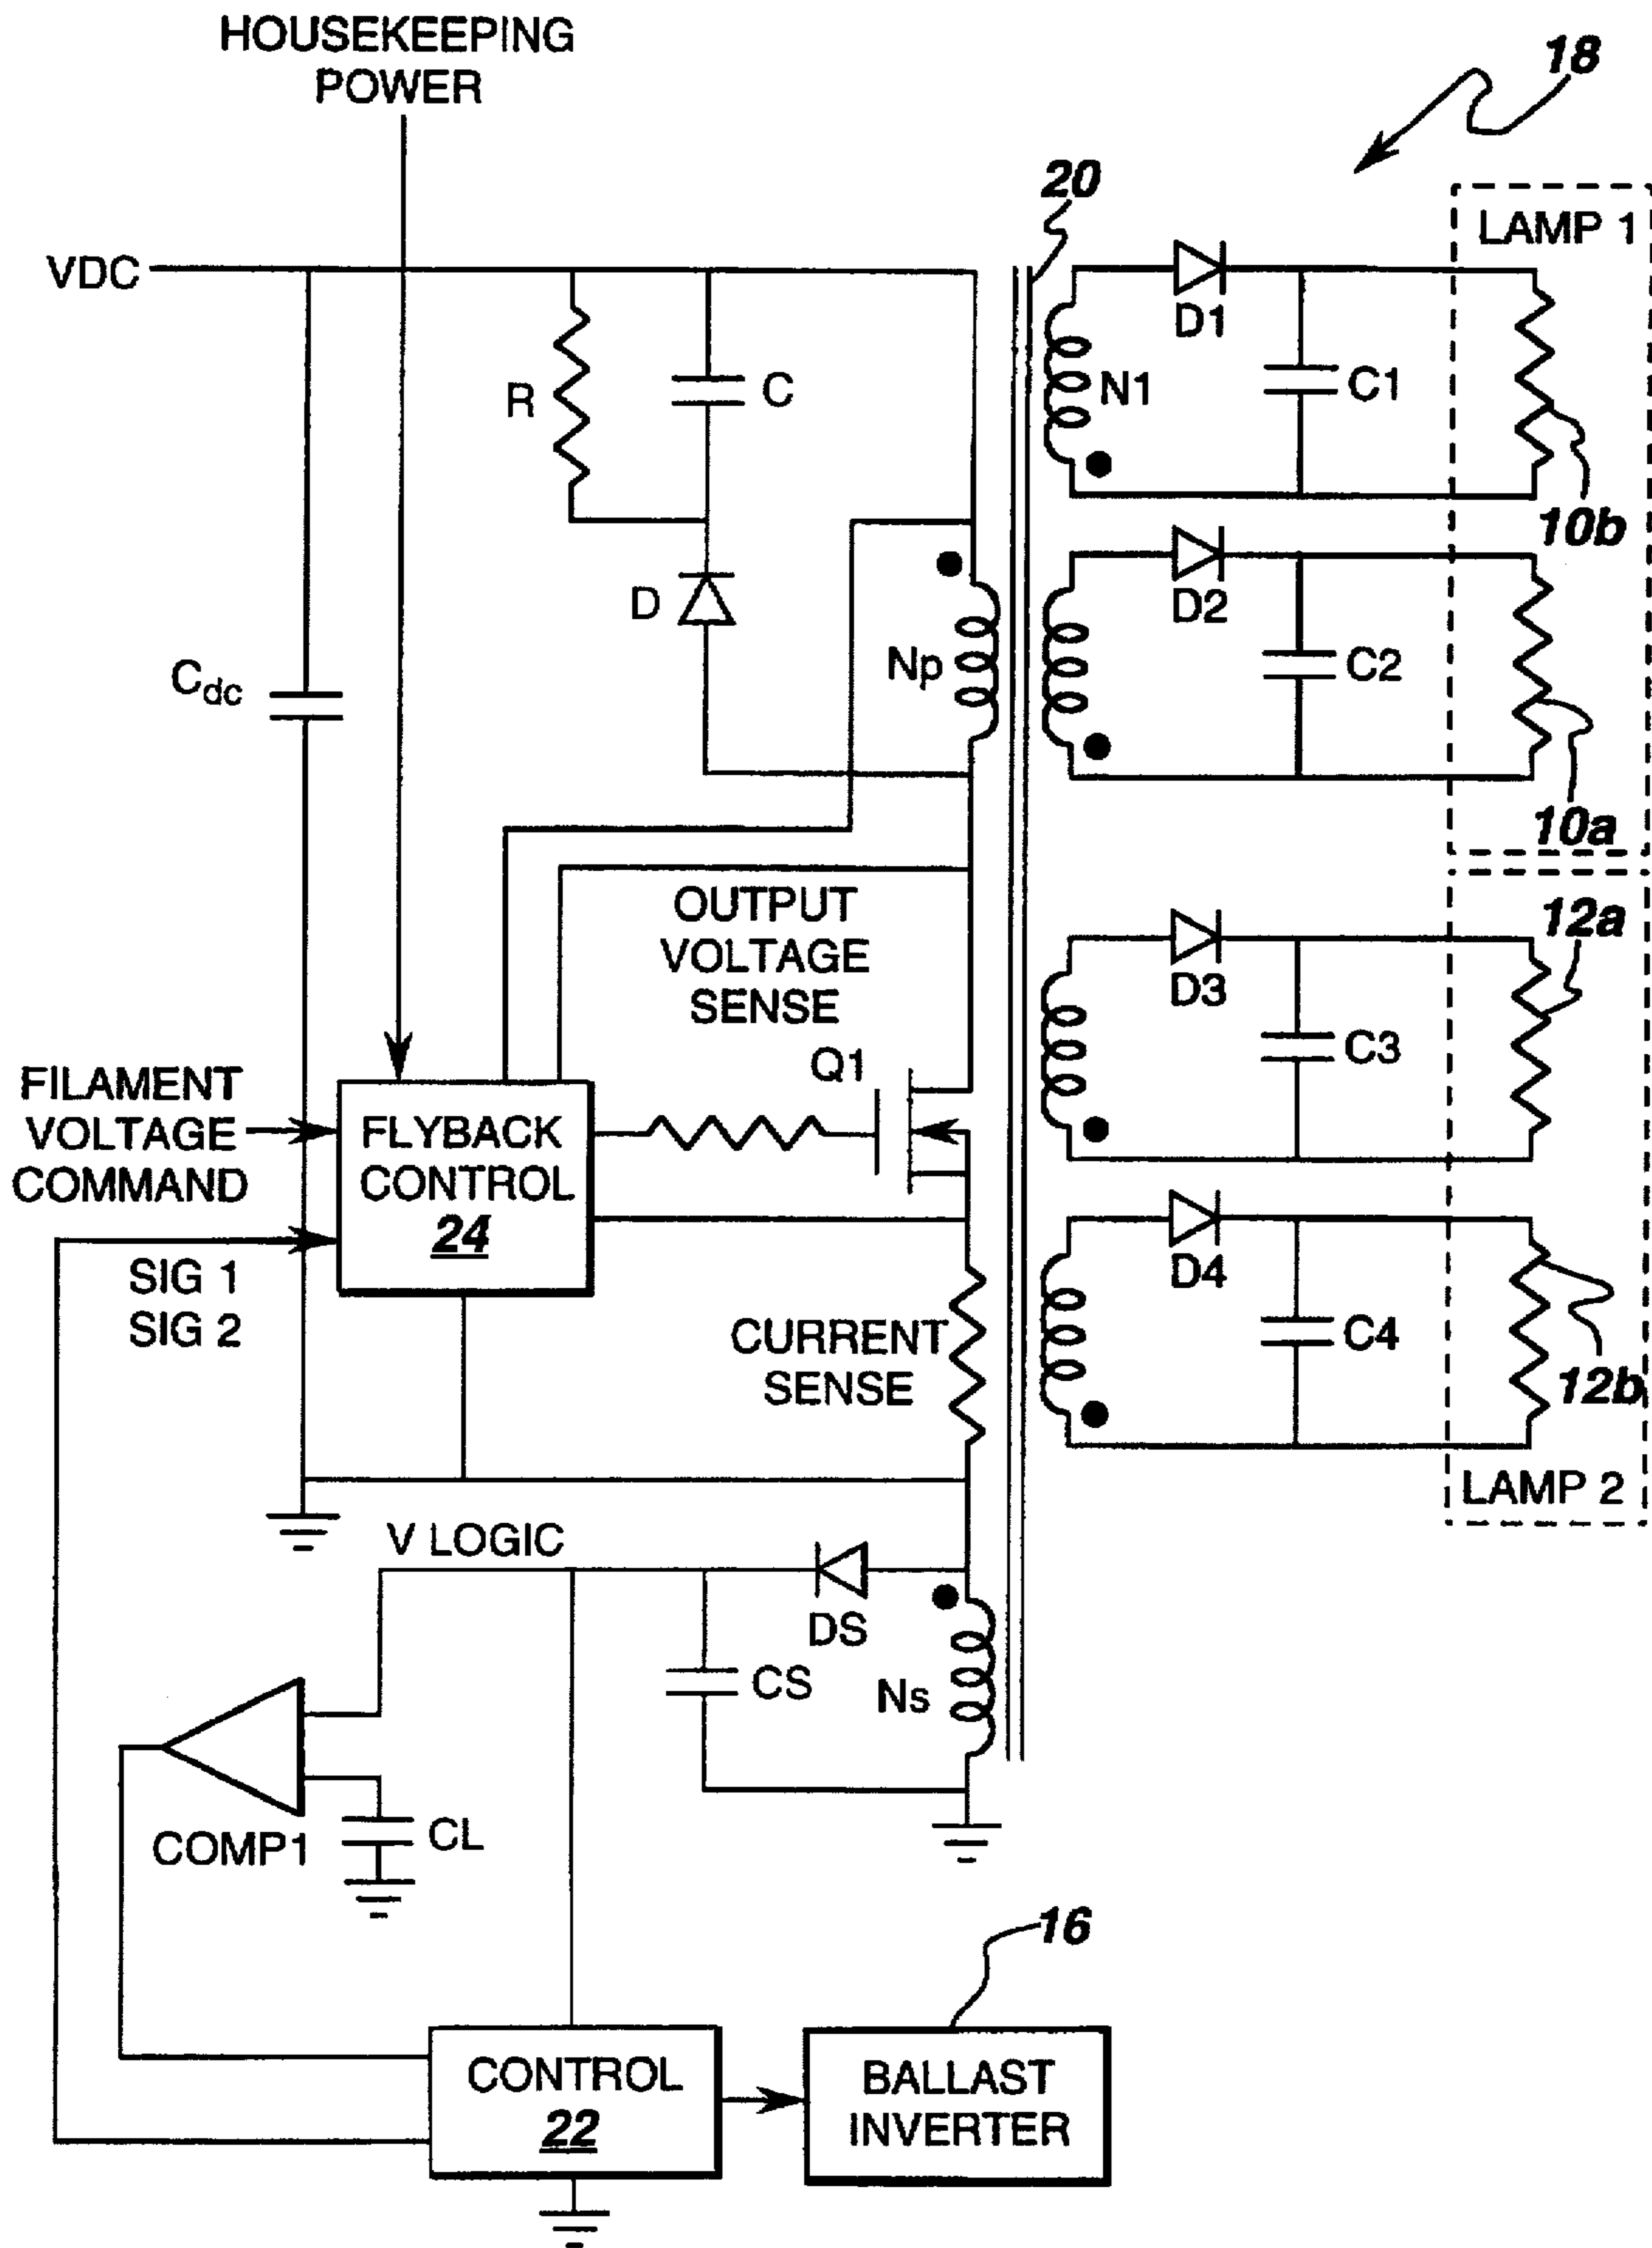 HOUSEKEEPING
POWER
18
20
LAMP 1
VDC
D1
R
C
N1
C1
10b
D
D2
Np
C2
Cdc
10a
OUTPUT
VOLTAGE
SENSE
12a
D3
Q1
C3
FILAMENT
VOLTAGE
COMMAND
FLYBACK
CONTROL
24
SIG 1
SIG 2
D4
CURRENT
SENSE
C4
12b
LAMP 2
V LOGIC
DS
CS
Ns
COMP1
CL
16
CONTROL
22
BALLAST
INVERTER